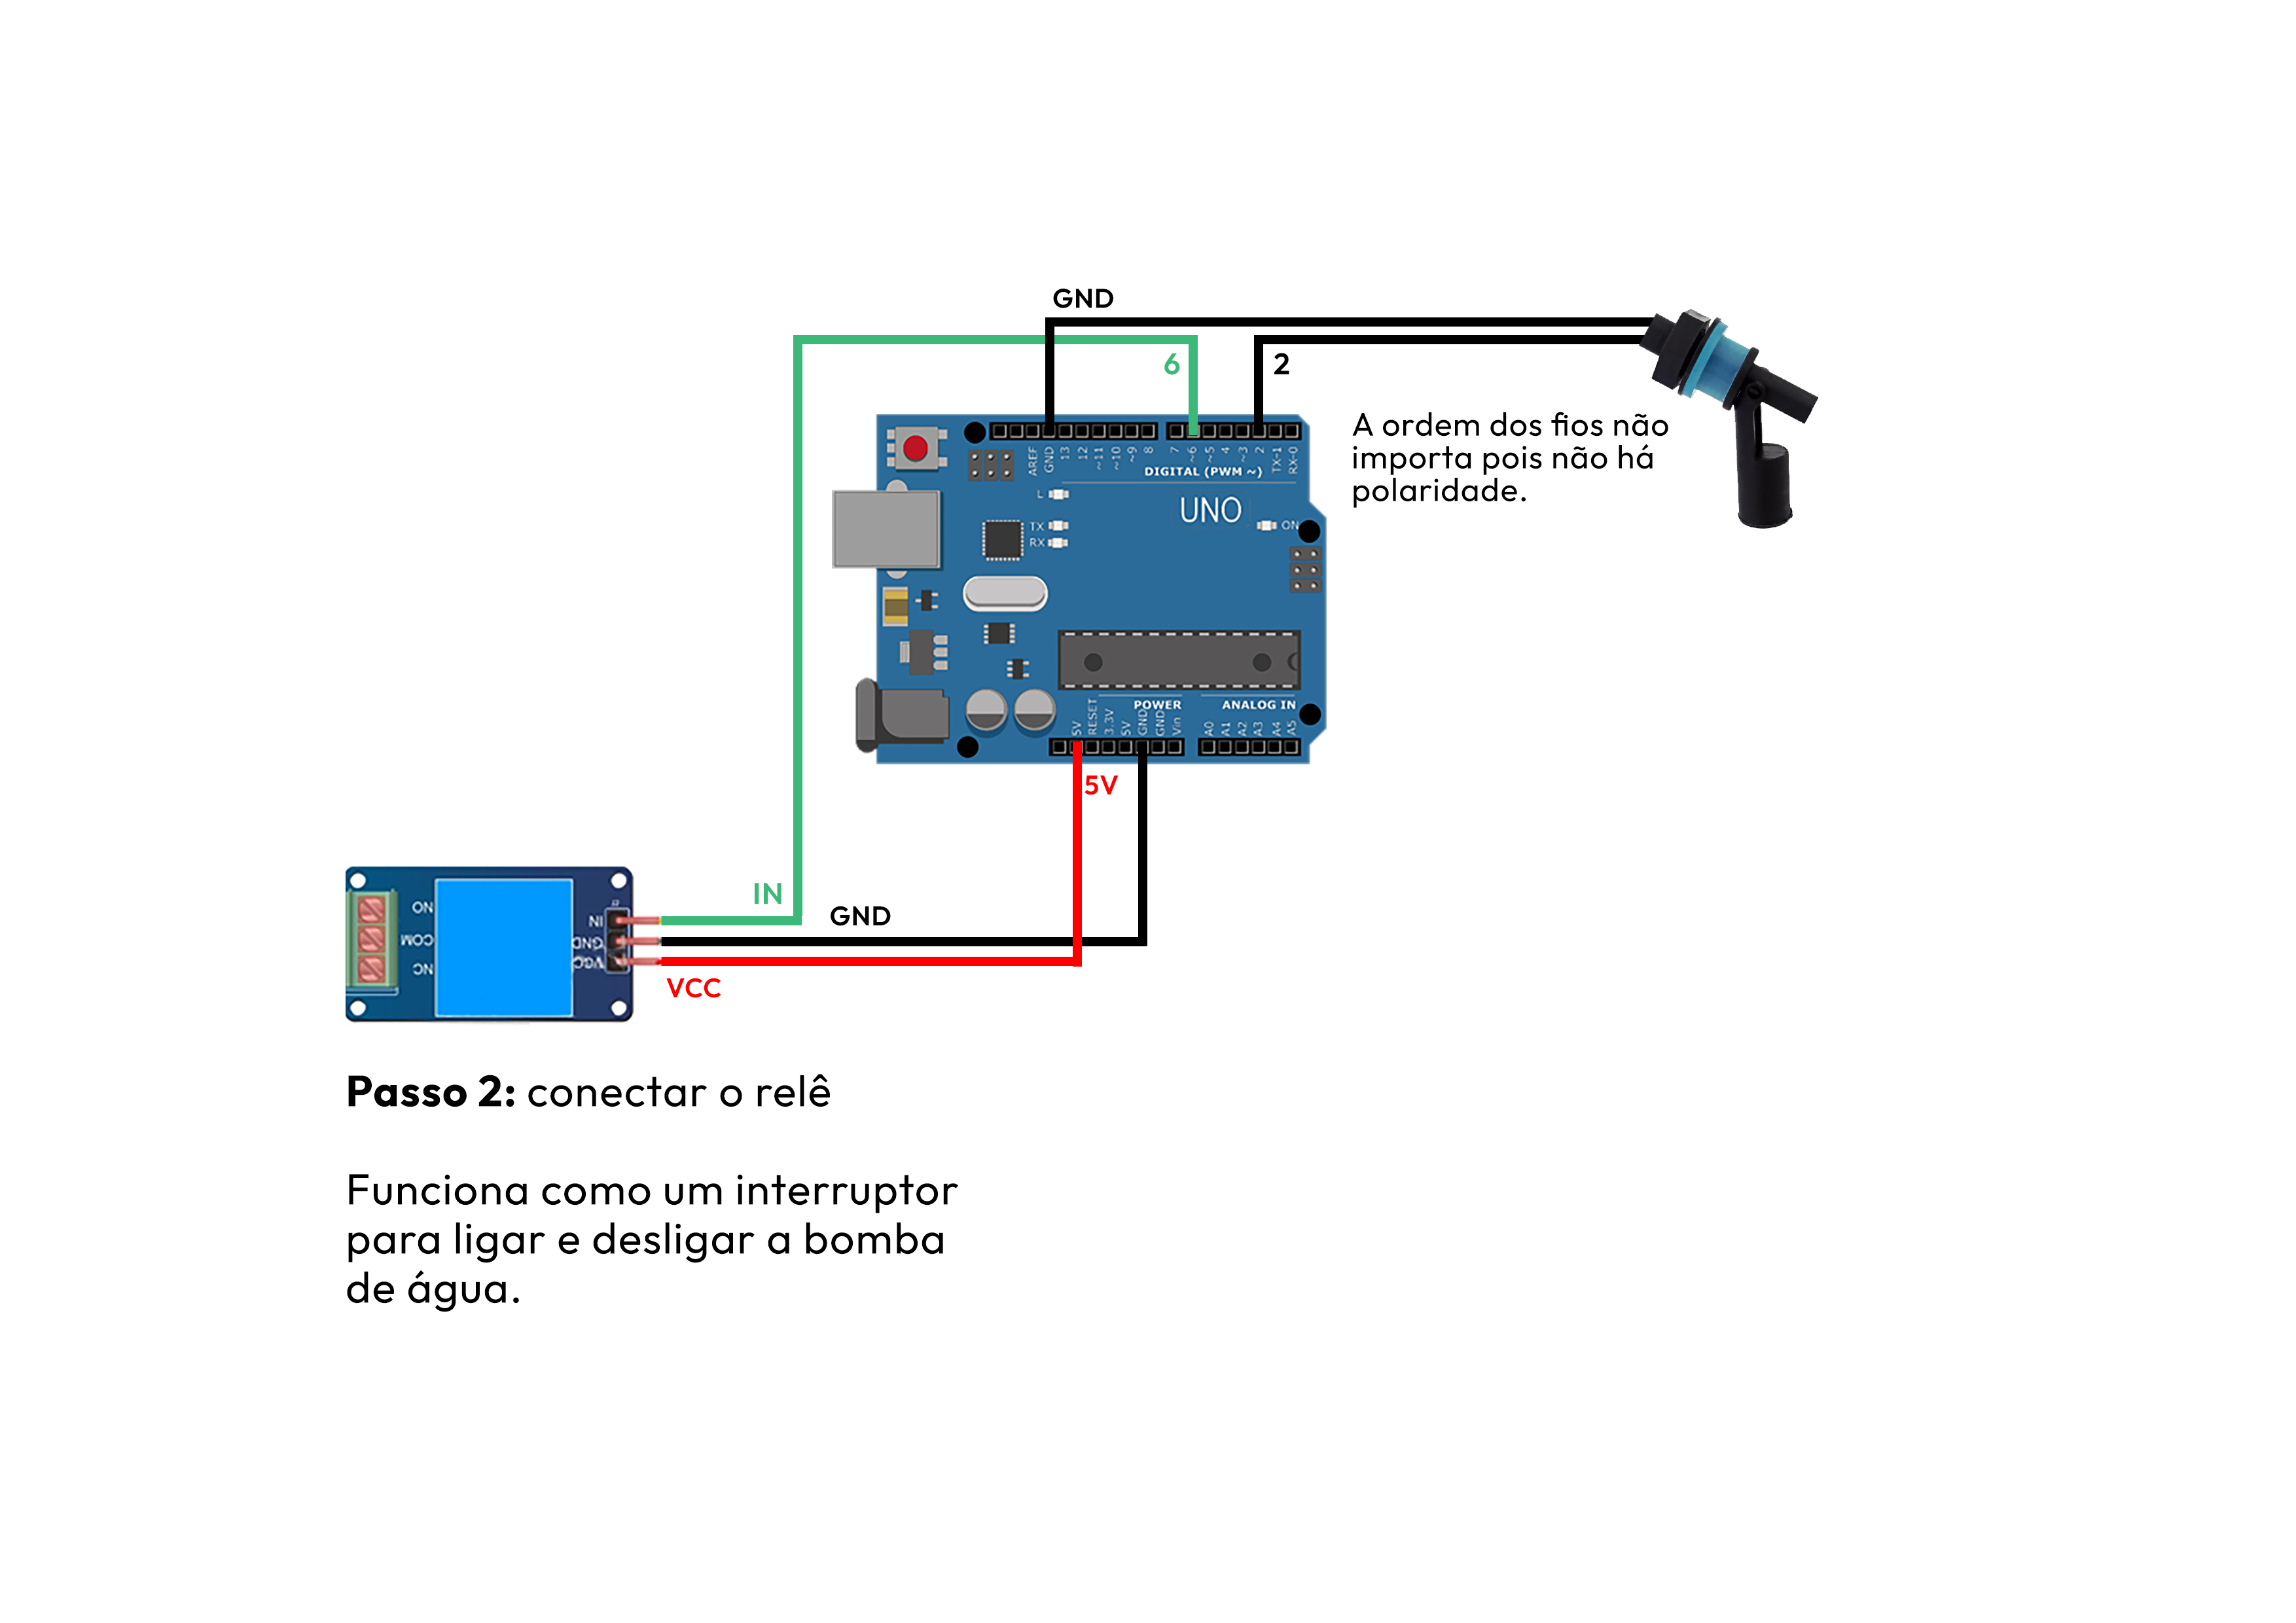 GND
6
2
A ordem dos fios não
importa pois não há
polaridade.
AREF
GND
13
12
~11
~10
~9
8
7
~6
~5
4
~3
2
TX-1
RX-0
DIGITAL (PWM ~)
L
UNO
TX
RX
ON
POWER
ANALOG IN
5V
RESET
3.3V
5V
GND
GND
Vin
A0
A1
A2
A3
A4
A5
5V
IN
GND
VCC
NO
COM
NC
IN
GND
VCC
Passo 2: conectar o relê
Funciona como um interruptor
para ligar e desligar a bomba
de água.